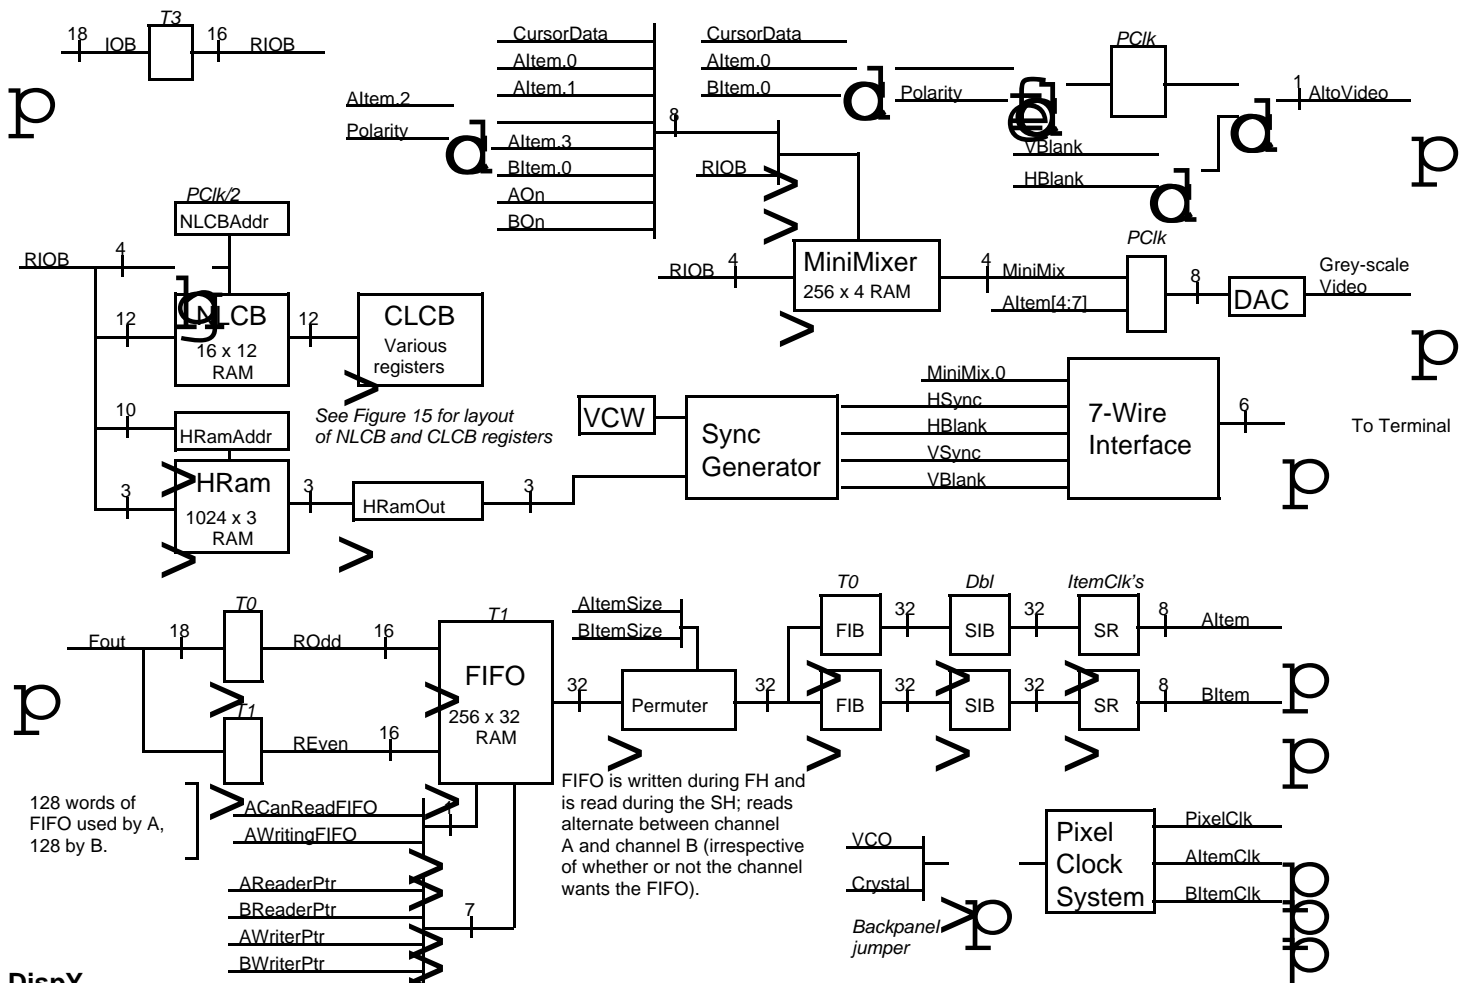 T3
18
IOB
16
RIOB
p
AItem.2
Polarity
d
CursorData
AItem.0
AItem.1
AItem.3
BItem.0
AOn
BOn
8
RIOB
>
>
CursorData
AItem.0
BItem.0
d
Polarity
e
PClk
VBlank
HBlank
d
d
1
AltoVideo
p
PClk/2
NLCBAddr
RIOB
4
g
12
NLCB
16 x 12
RAM
12
CLCB
Various
registers
>
10
HRamAddr
See Figure 15 for layout
of NLCB and CLCB registers
>
3
HRam
1024 x 3
RAM
>
3
HRamOut
>
3
RIOB
4
MiniMixer
256 x 4 RAM
>
4
MiniMix
AItem[4:7]
PClk
8
DAC
Grey-scale
Video
p
VCW
Sync
Generator
MiniMix.0
HSync
HBlank
VSync
VBlank
7-Wire
Interface
6
To Terminal
p
Fout
18
T0
ROdd
16
>
T1
REven
16
>
p
T1
FIFO
256 x 32
RAM
>
>
32
AItemSize
BItemSize
Permuter
>
32
T0
FIB
32
Dbl
SIB
32
ItemClk's
SR
8
AItem
p
>
>
>
FIB
32
SIB
32
SR
8
BItem
p
>
>
>
128 words of
FIFO used by A,
128 by B.
ACanReadFIFO
AWritingFIFO
1
>
AReaderPtr
BReaderPtr
AWriterPtr
BWriterPtr
7
>
>
>
>
FIFO is written during FH and
is read during the SH; reads
alternate between channel
A and channel B (irrespective
of whether or not the channel
wants the FIFO).
VCO
Crystal
Backpanel
jumper
>
p
Pixel
Clock
System
PixelClk
AItemClk
BItemClk
p
p
p
DispY